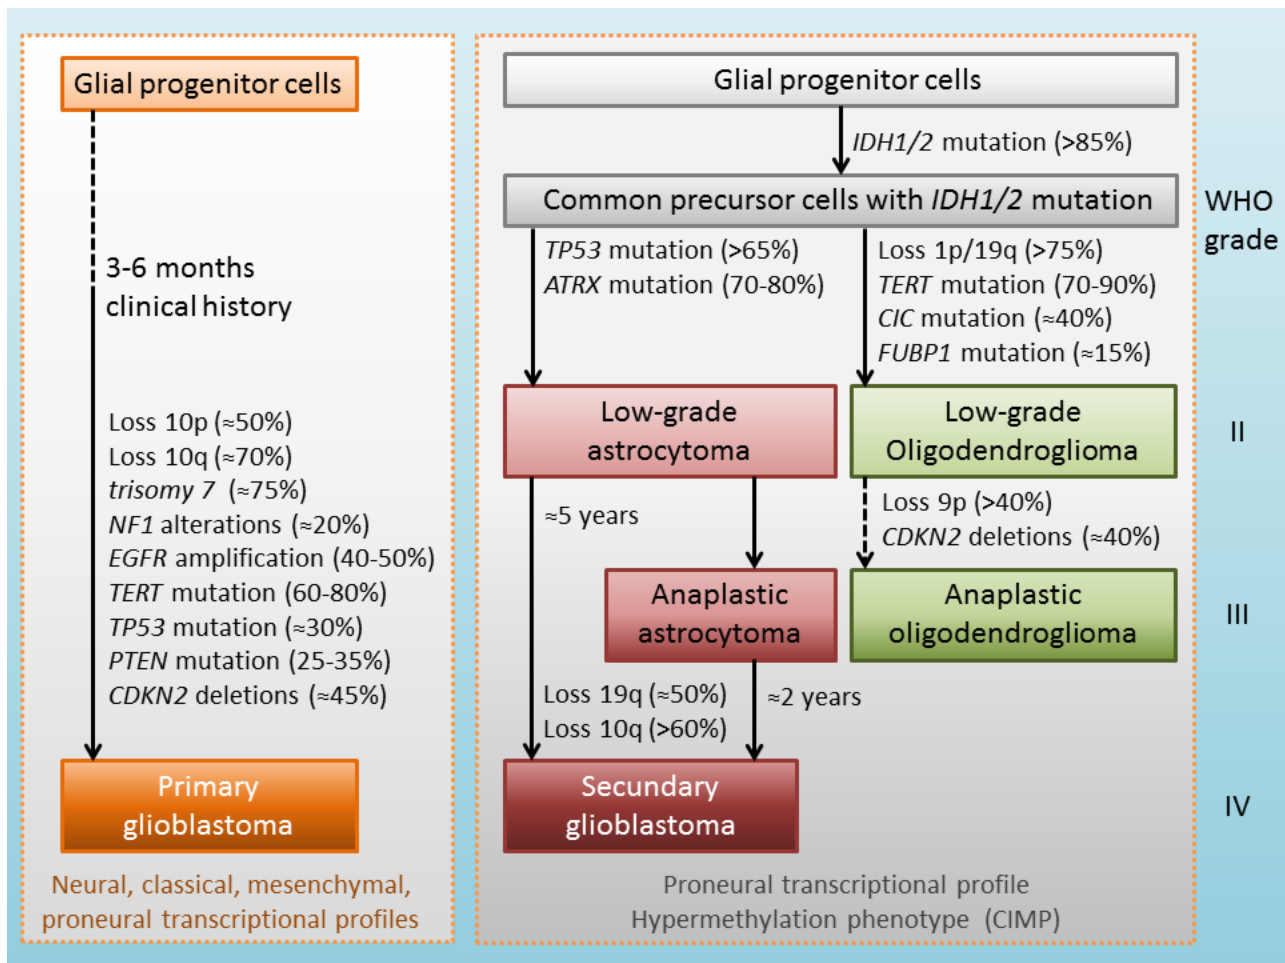 Glial progenitor cells
3-6 months
clinical history
Loss 10p (≈50%)
Loss 10q (≈70%)
trisomy 7 (≈75%)
NF1 alterations (≈20%)
EGFR amplification (40-50%)
TERT mutation (60-80%)
TP53 mutation (≈30%)
PTEN mutation (25-35%)
CDKN2 deletions (≈45%)
Primary
glioblastoma
Neural, classical, mesenchymal,
proneural transcriptional profiles
Glial progenitor cells
IDH1/2 mutation (>85%)
Common precursor cells with IDH1/2 mutation
TP53 mutation (>65%)
ATRX mutation (70-80%)
Loss 1p/19q (>75%)
TERT mutation (70-90%)
CIC mutation (≈40%)
FUBP1 mutation (≈15%)
Low-grade
astrocytoma
Low-grade
Oligodendroglioma
≈5 years
Loss 9p (>40%)
CDKN2 deletions (≈40%)
Anaplastic
astrocytoma
Anaplastic
oligodendroglioma
Loss 19q (≈50%)
Loss 10q (>60%)
≈2 years
Secundary
glioblastoma
Proneural transcriptional profile
Hypermethylation phenotype (CIMP)
WHO
grade
II
III
IV